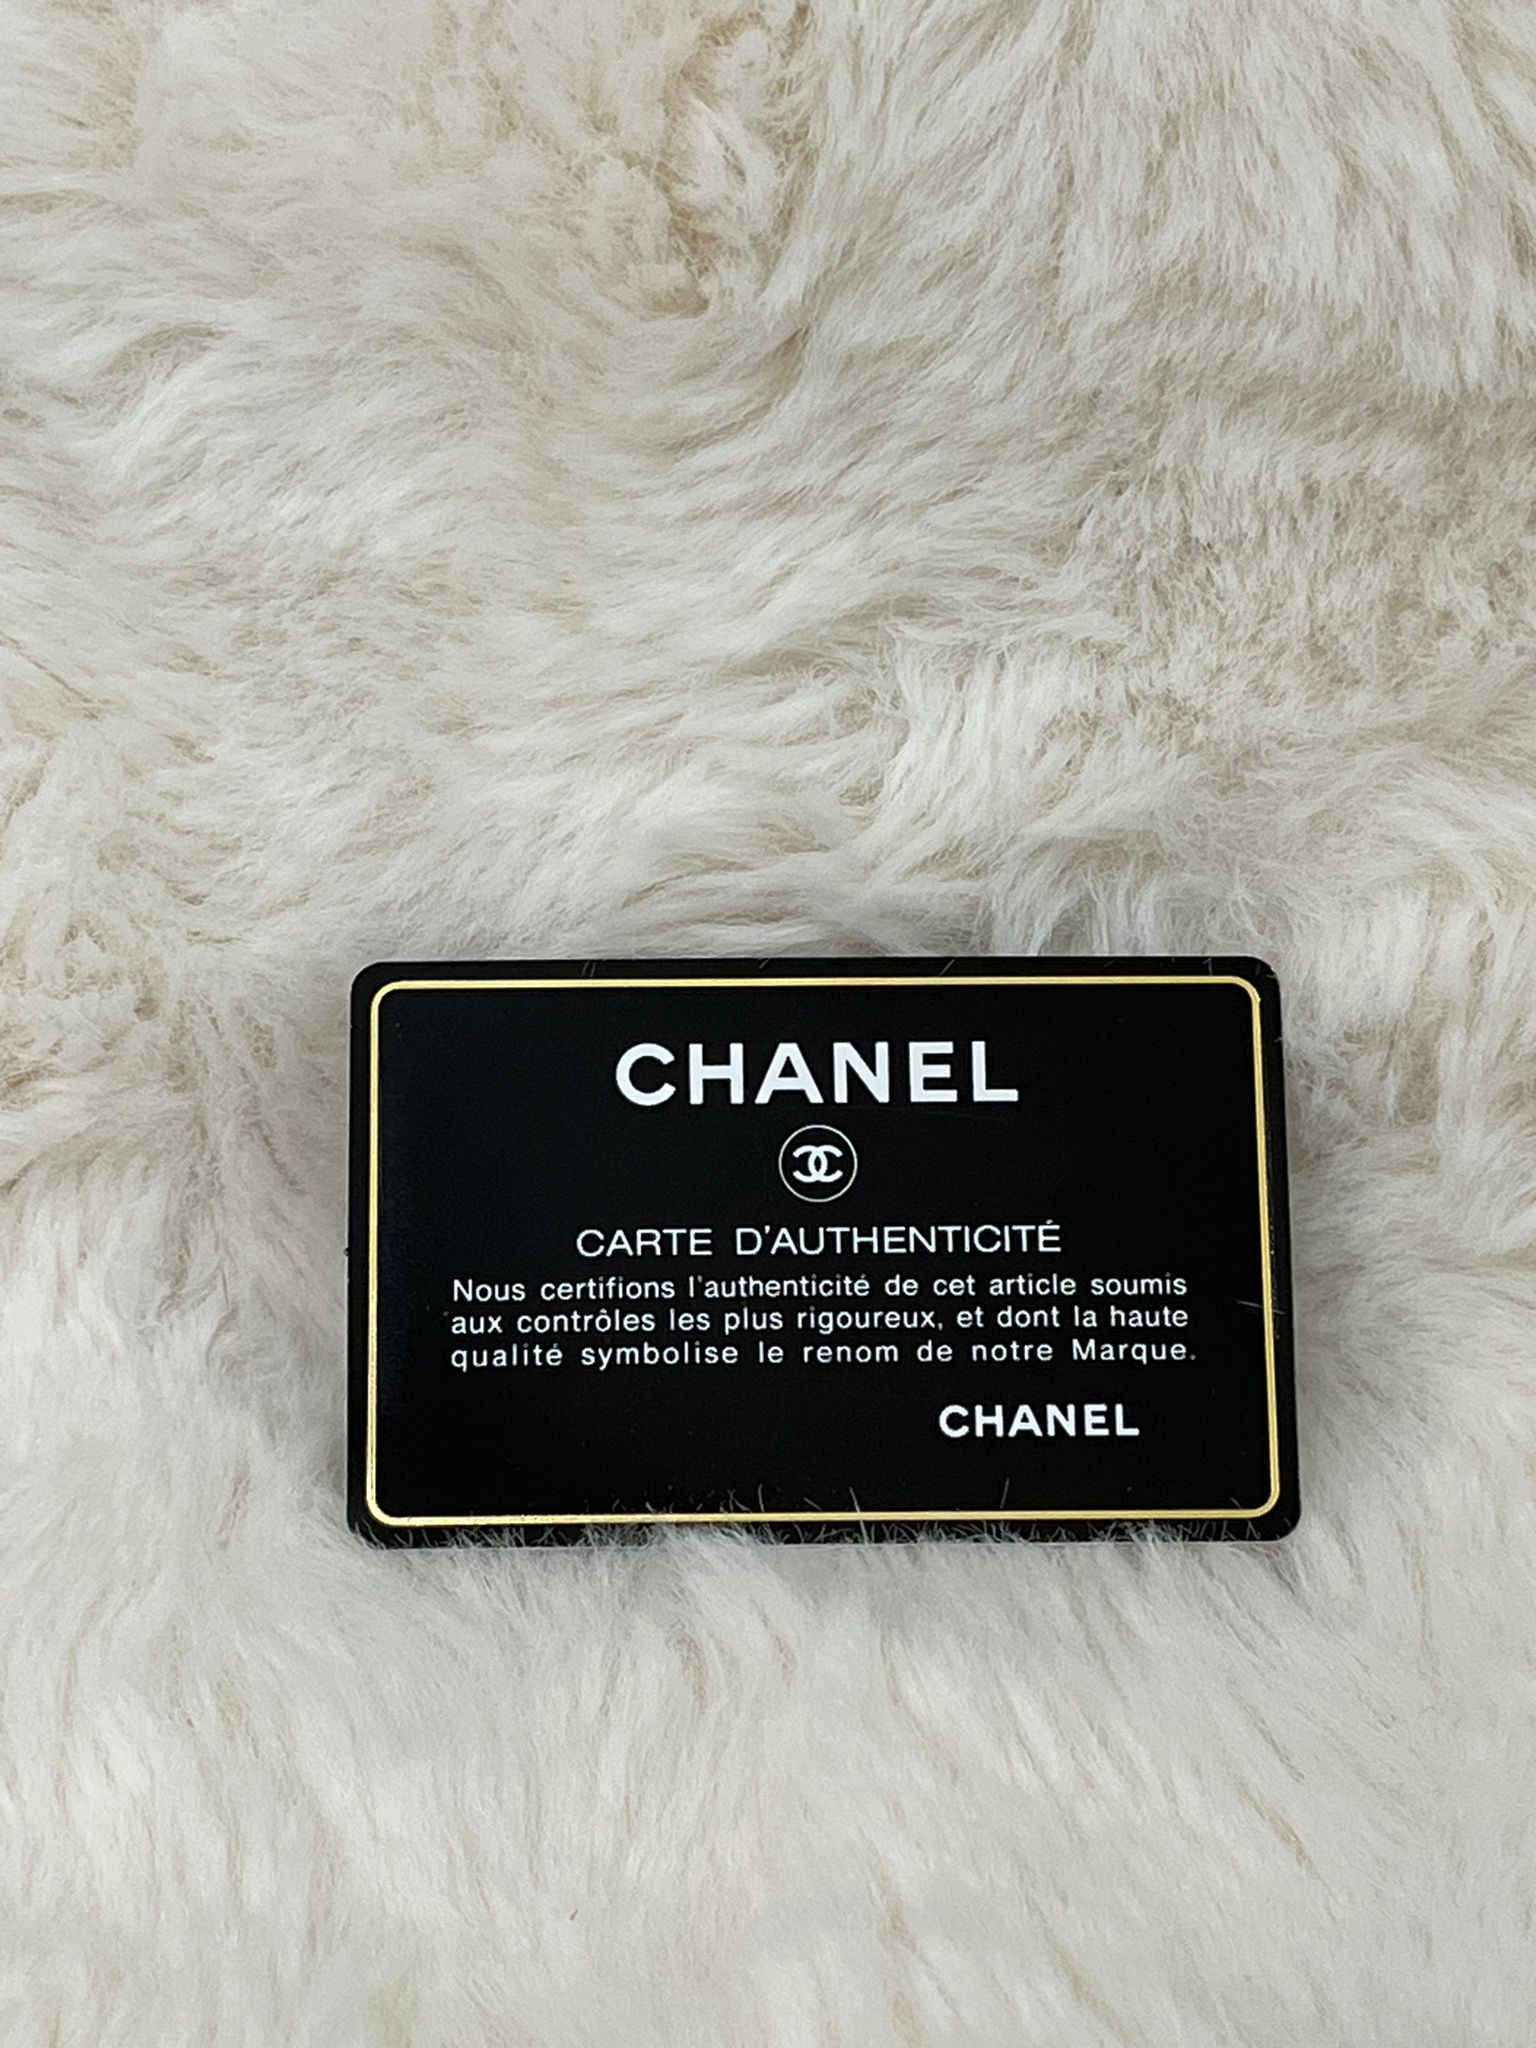 CHANEL
CARTE D'AUTHENTICITÉ
Nous certifions l'authenticité de cet article soumis
aux contrôles les plus rigoureux, et dont la haute
qualité symbolise le renom de notre Marque.
CHANEL